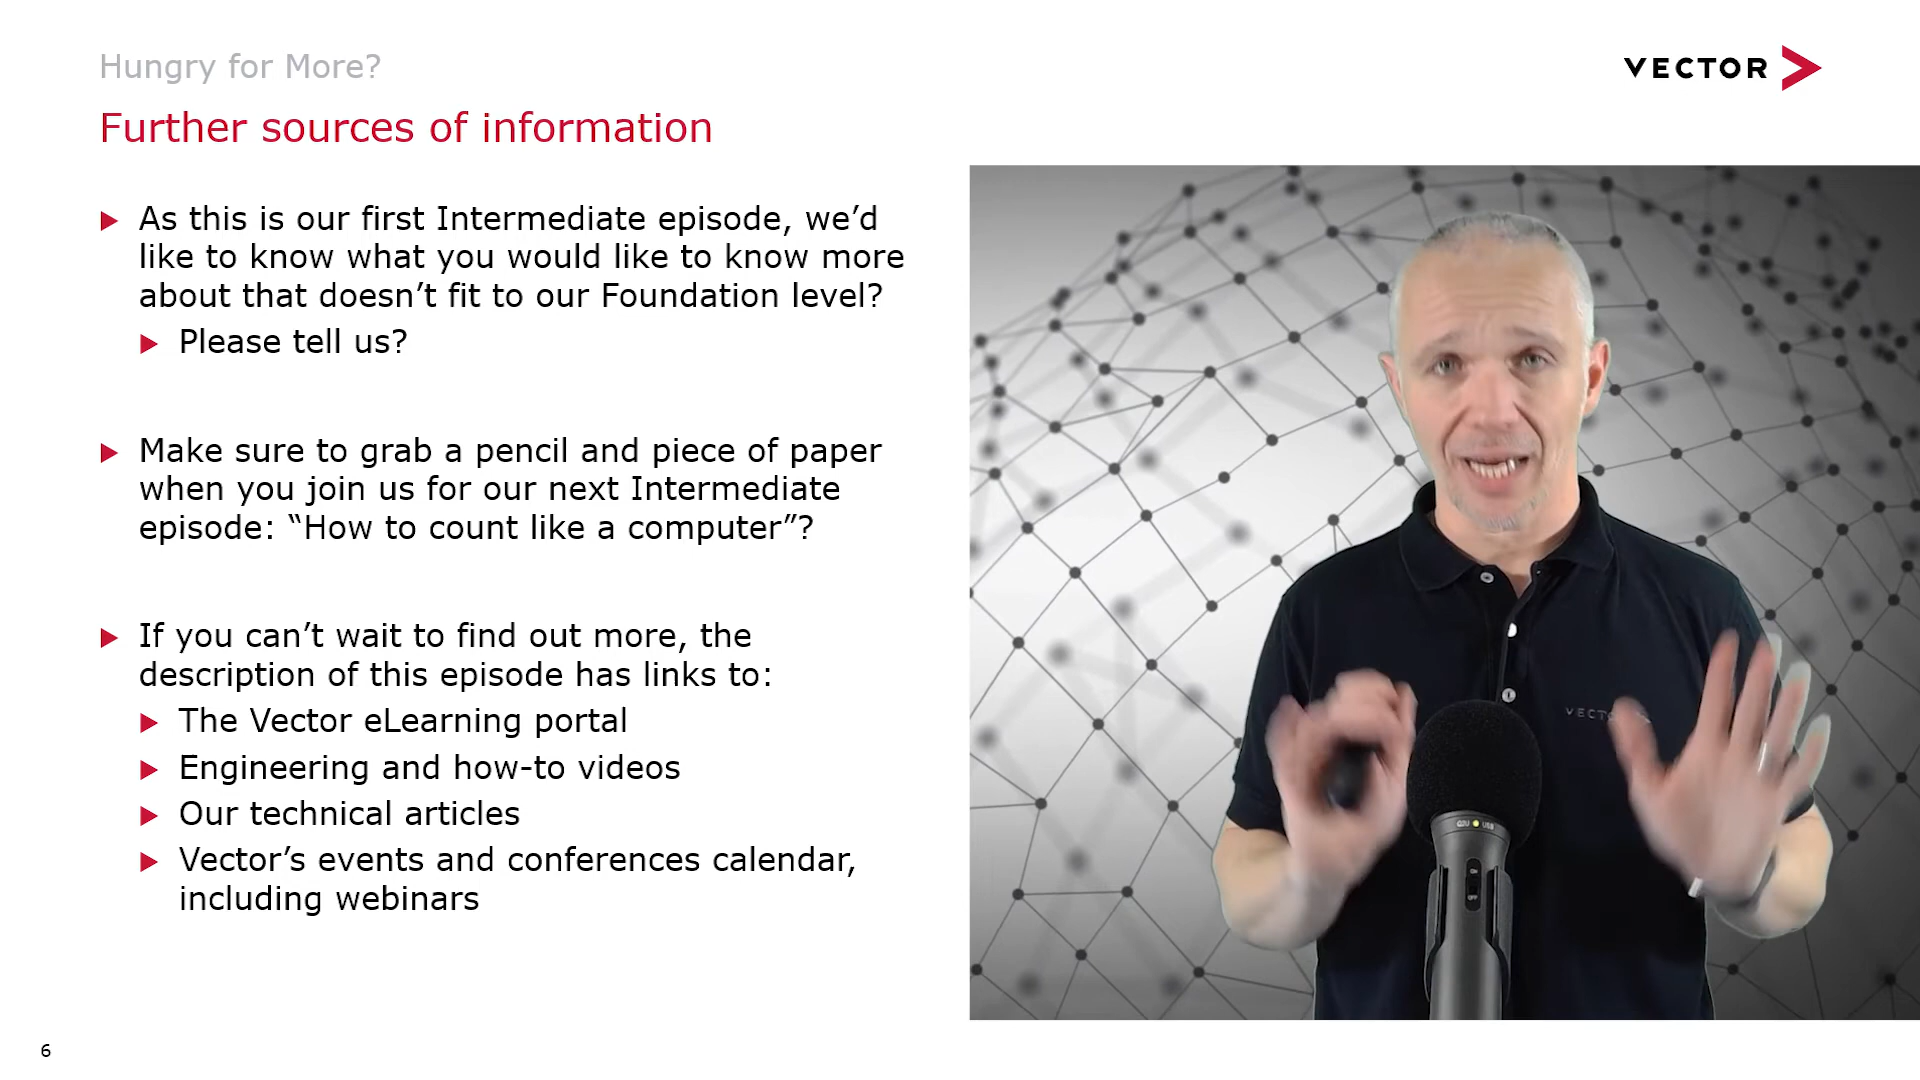 Hungry for More?
VECTOR
Further sources of information
As this is our first Intermediate episode, we’d
like to know what you would like to know more
about that doesn’t fit to our Foundation level?
Please tell us?
Make sure to grab a pencil and piece of paper
when you join us for our next Intermediate
episode: “How to count like a computer”?
If you can’t wait to find out more, the
description of this episode has links to:
The Vector eLearning portal
Engineering and how-to videos
Our technical articles
Vector’s events and conferences calendar,
including webinars
VECTOR
Q2U USB
ON
OFF
6